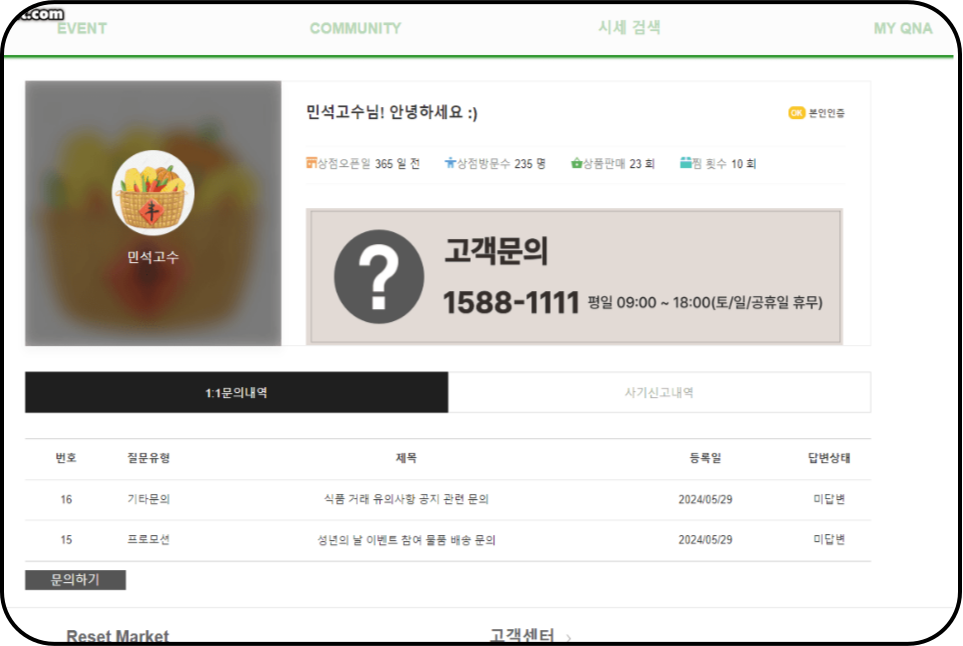 .com
EVENT COMMUNITY 시세 검색 MY QNA
민석고수님! 안녕하세요 :)
OK 본인인증
상점오픈일 365 일 전 상점방문수 235 명 상품판매 23 회 찜 횟수 10 회
민석고수
?
고객문의
1588-1111 평일 09:00 ~ 18:00(토/일/공휴일 휴무)
1:1문의내역 사기신고내역
번호 질문유형 제목 등록일 답변상태
16 기타문의 식품 거래 유의사항 공지 관련 문의 2024/05/29 미답변
15 프로모션 성년의 날 이벤트 참여 물품 배송 문의 2024/05/29 미답변
문의하기
Reset Market 고객센터 >